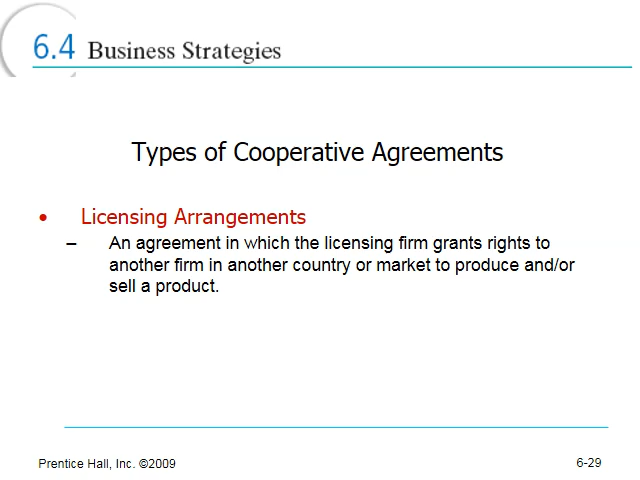 6.4 Business Strategies
Types of Cooperative Agreements
• Licensing Arrangements
– An agreement in which the licensing firm grants rights to
another firm in another country or market to produce and/or
sell a product.
Prentice Hall, Inc. ©2009
6-29